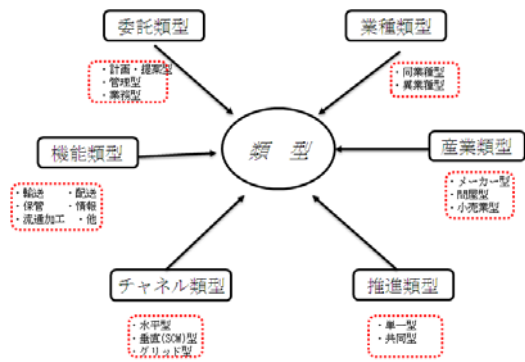 委託類型
・計画・提案型
・管理型
・業務型
業種類型
・同業種型
・異業種型
類 型
機能類型
・輸送 ・配送
・保管 ・情報
・流通加工 ・他
産業類型
・メーカー型
・問屋型
・小売業型
チャネル類型
・水平型
・垂直(SCM)型
・グリッド型
推進類型
・単一型
・共同型